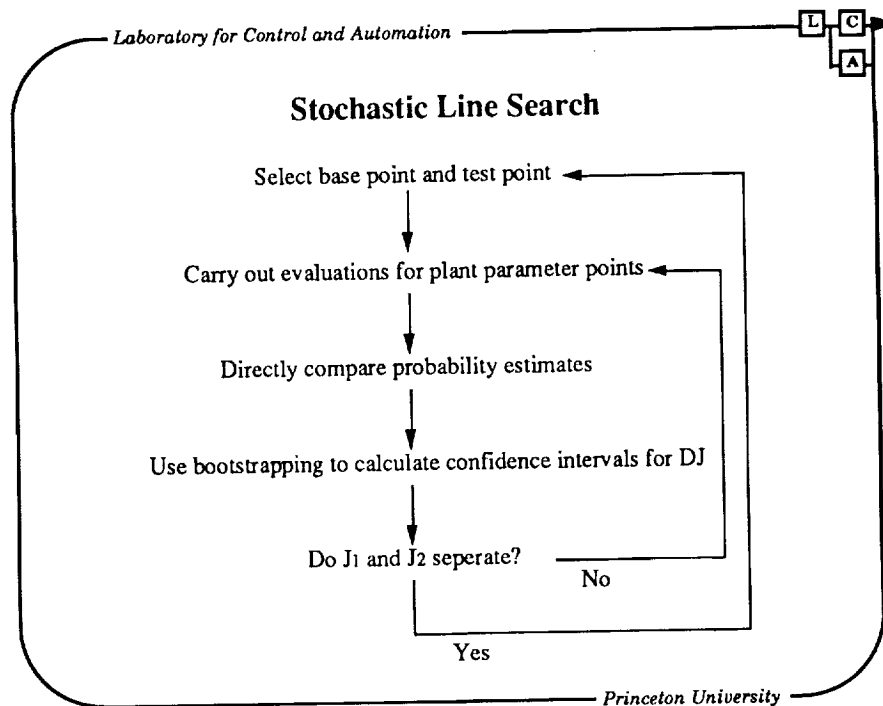 Laboratory for Control and Automation
L C
A
Stochastic Line Search
Select base point and test point
Carry out evaluations for plant parameter points
Directly compare probability estimates
Use bootstrapping to calculate confidence intervals for DJ
Do J1 and J2 seperate?
No
Yes
Princeton University